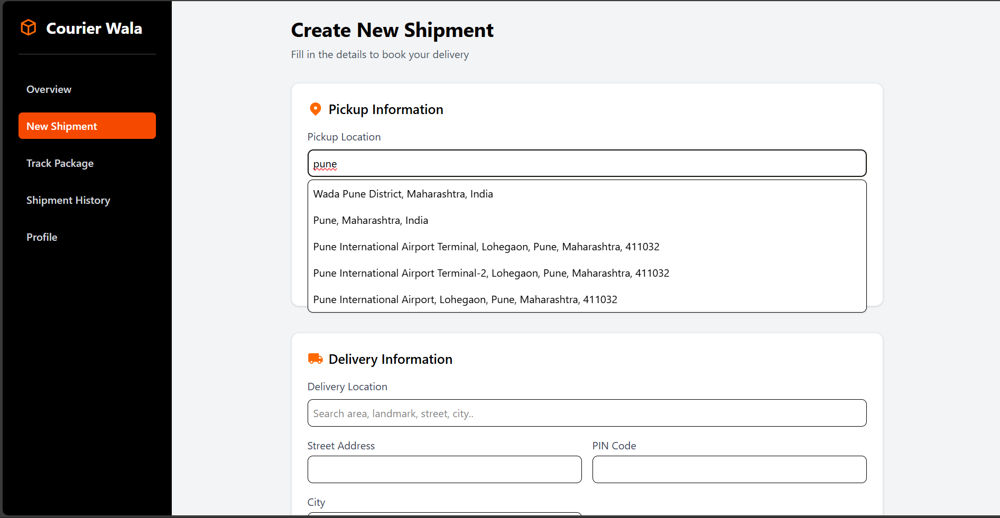 Courier Wala
Overview
New Shipment
Track Package
Shipment History
Profile
Create New Shipment
Fill in the details to book your delivery
Pickup Information
Pickup Location
pune
Wada Pune District, Maharashtra, India
Pune, Maharashtra, India
Pune International Airport Terminal, Lohegaon, Pune, Maharashtra, 411032
Pune International Airport Terminal-2, Lohegaon, Pune, Maharashtra, 411032
Pune International Airport, Lohegaon, Pune, Maharashtra, 411032
Delivery Information
Delivery Location
Search area, landmark, street, city..
Street Address
PIN Code
City